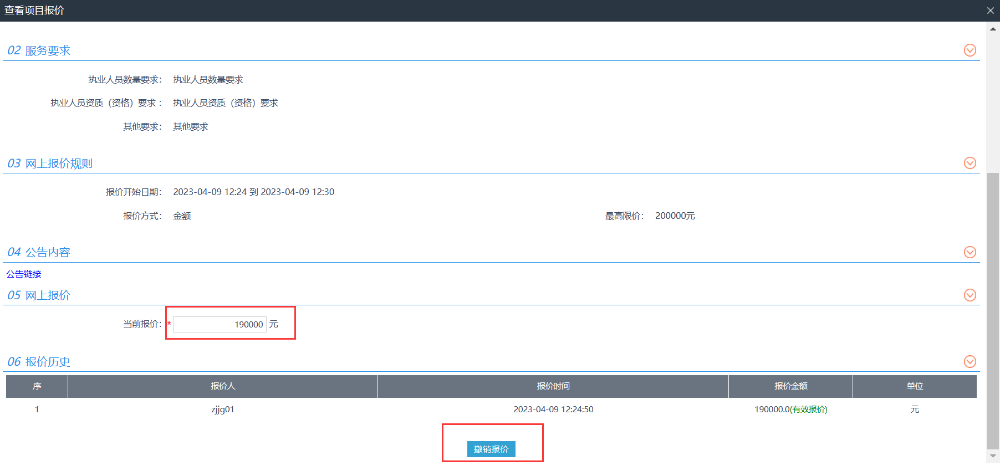 查看项目报价
02 服务要求
执业人员数量要求： 执业人员数量要求
执业人员资质（资格）要求： 执业人员资质（资格）要求
其他要求： 其他要求
03 网上报价规则
报价开始日期： 2023-04-09 12:24 到 2023-04-09 12:30
报价方式： 金额 最高限价： 200000元
04 公告内容
公告链接
05 网上报价
当前报价：* 190000 元
06 报价历史
序 报价人 报价时间 报价金额 单位
1 zjjg01 2023-04-09 12:24:50 190000.0(有效报价) 元
撤销报价